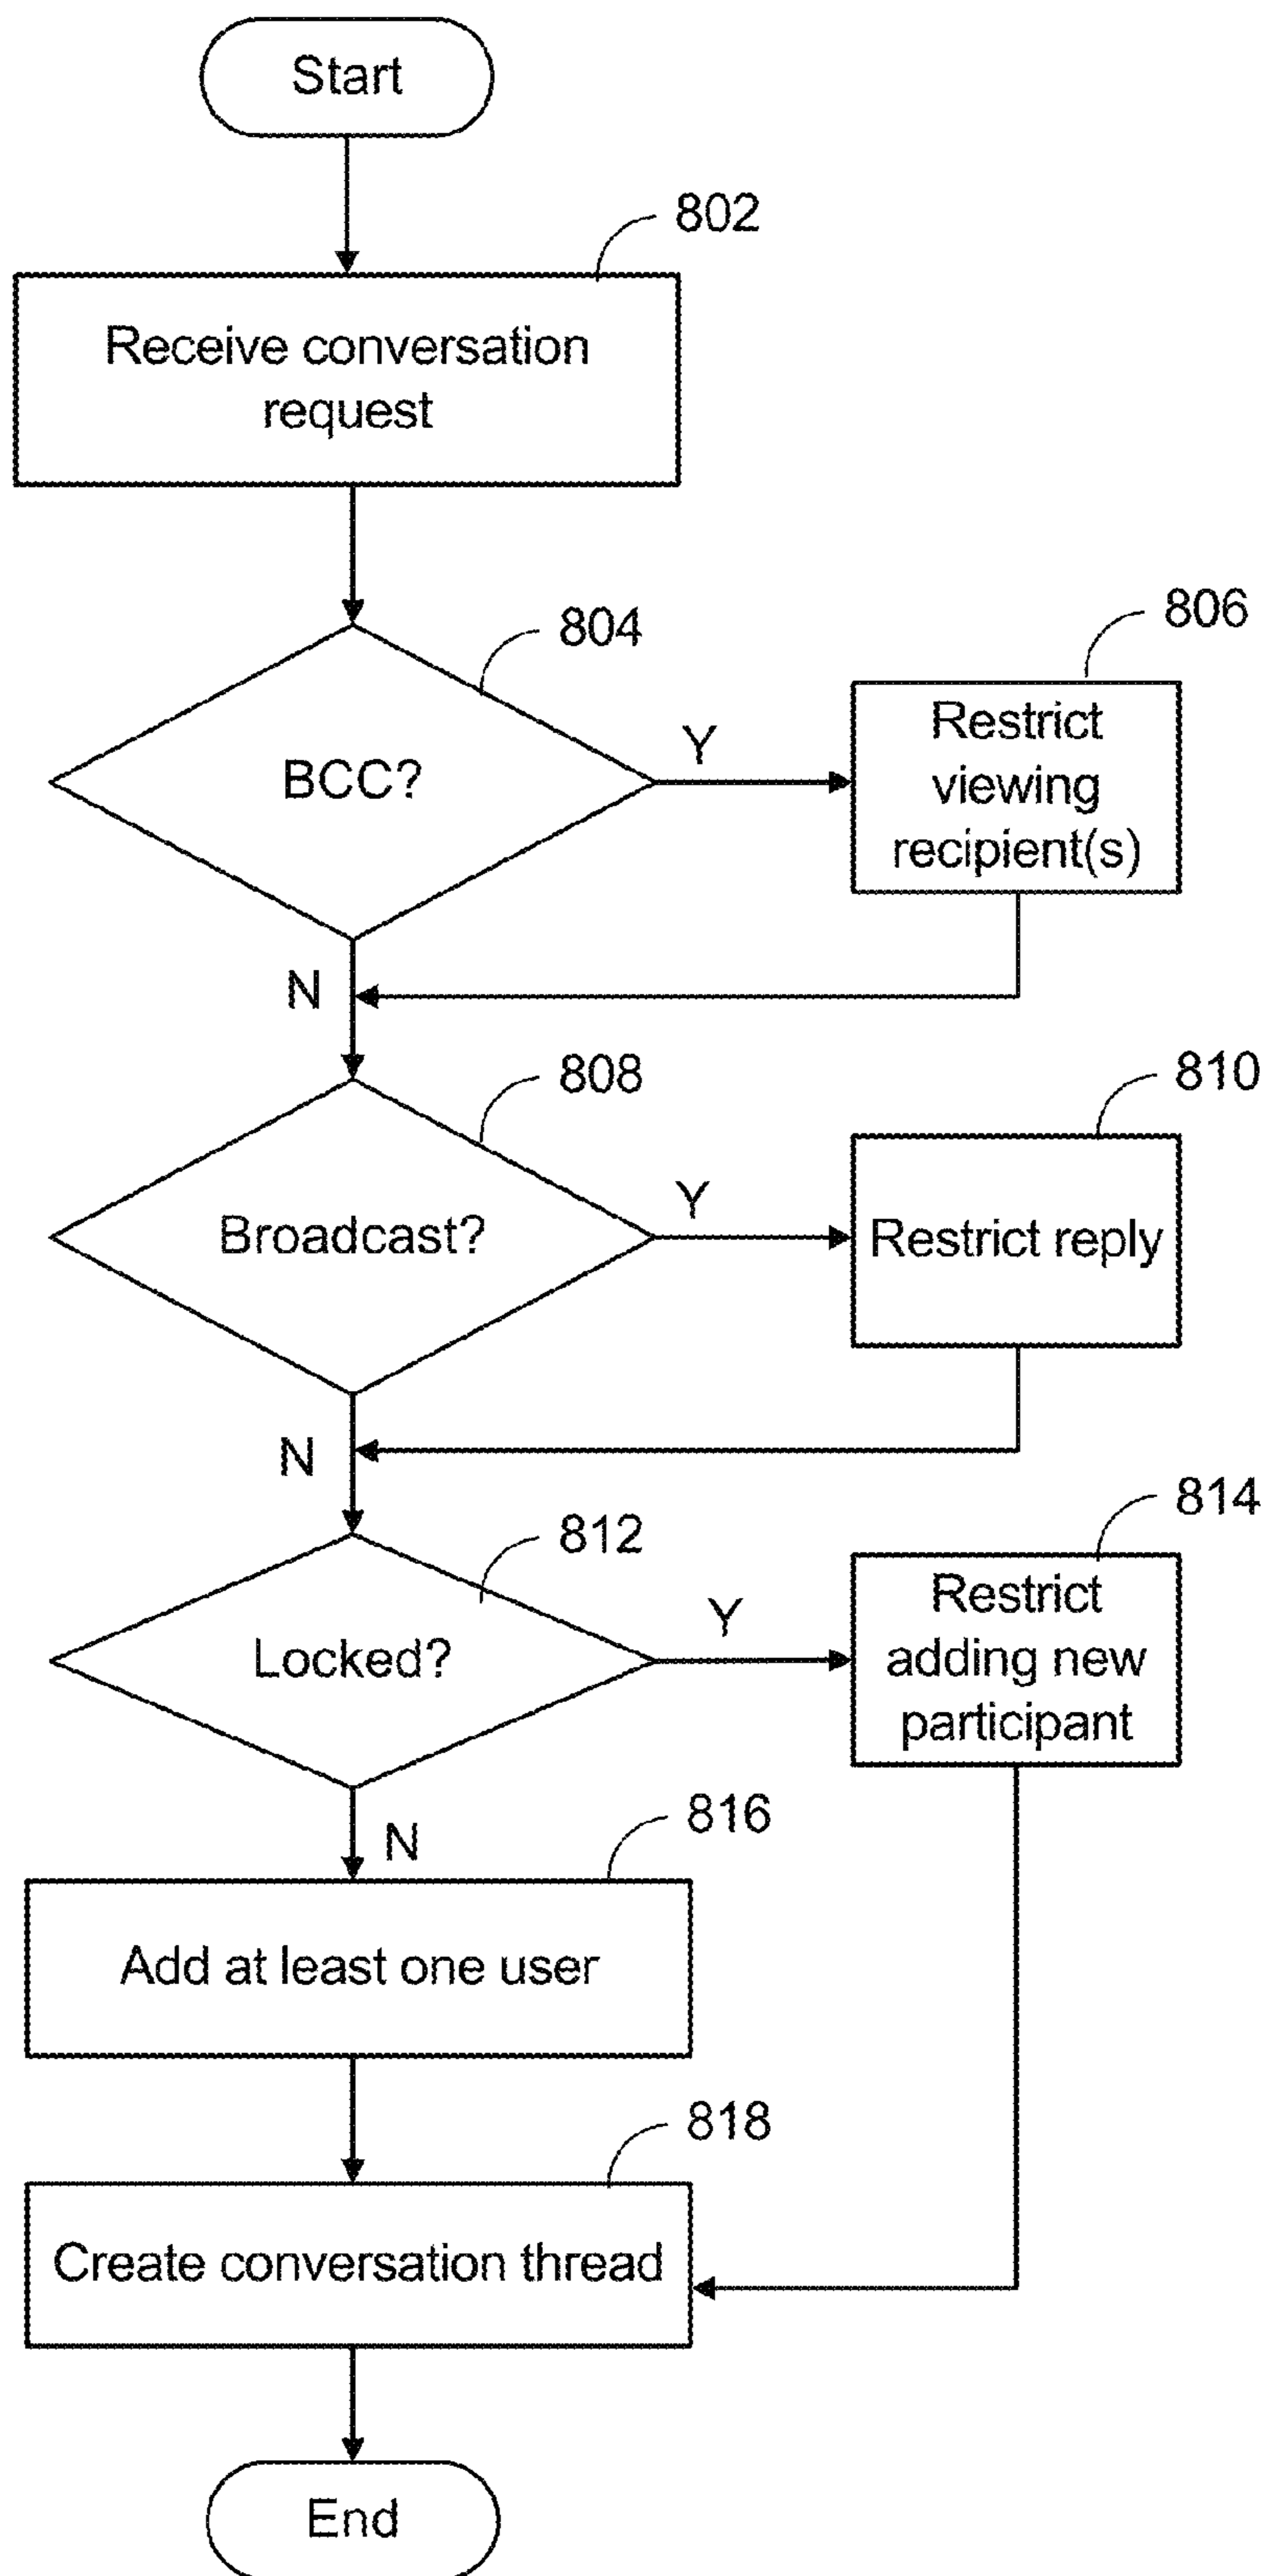 Start
802
Receive conversation
request
804
806
BCC?
Y
Restrict
viewing
recipient(s)
N
808
810
Broadcast?
Y
Restrict reply
N
812
814
Locked?
Y
Restrict
adding new
participant
N
816
Add at least one user
818
Create conversation thread
End